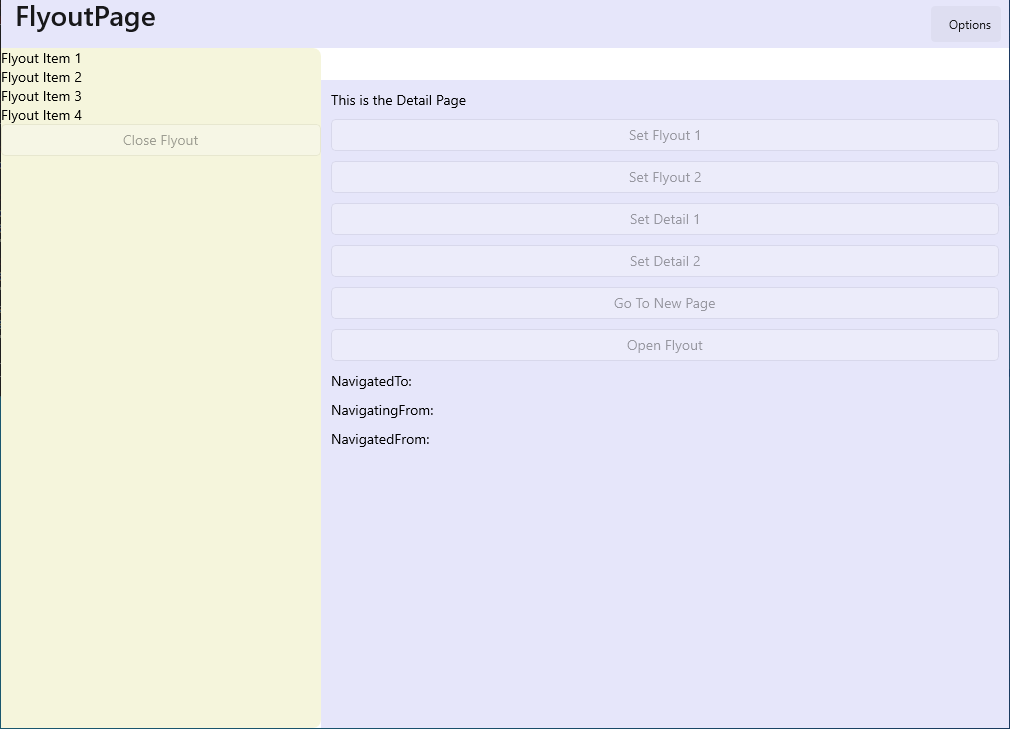 FlyoutPage
Options
Flyout Item 1
Flyout Item 2
Flyout Item 3
Flyout Item 4
Close Flyout
This is the Detail Page
Set Flyout 1
Set Flyout 2
Set Detail 1
Set Detail 2
Go To New Page
Open Flyout
NavigatedTo:
NavigatingFrom:
NavigatedFrom: